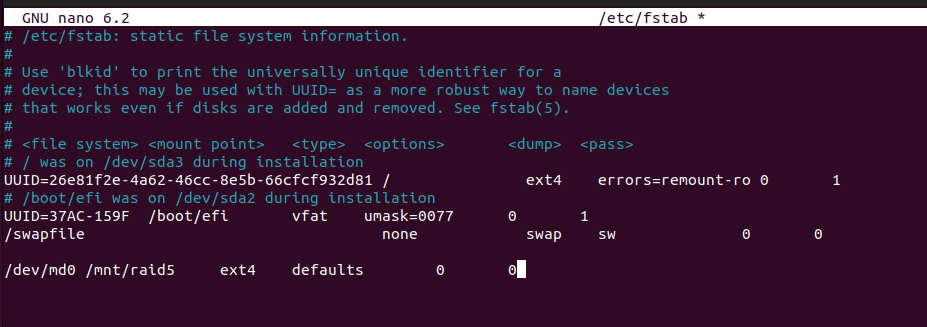 GNU nano 6.2 /etc/fstab *
# /etc/fstab: static file system information.
#
# Use 'blkid' to print the universally unique identifier for a
# device; this may be used with UUID= as a more robust way to name devices
# that works even if disks are added and removed. See fstab(5).
#
# <file system> <mount point> <type> <options> <dump> <pass>
# / was on /dev/sda3 during installation
UUID=26e81f2e-4a62-46cc-8e5b-66cfcf932d81 / ext4 errors=remount-ro 0 1
# /boot/efi was on /dev/sda2 during installation
UUID=37AC-159F /boot/efi vfat umask=0077 0 1
/swapfile none swap sw 0 0
/dev/md0 /mnt/raid5 ext4 defaults 0 0